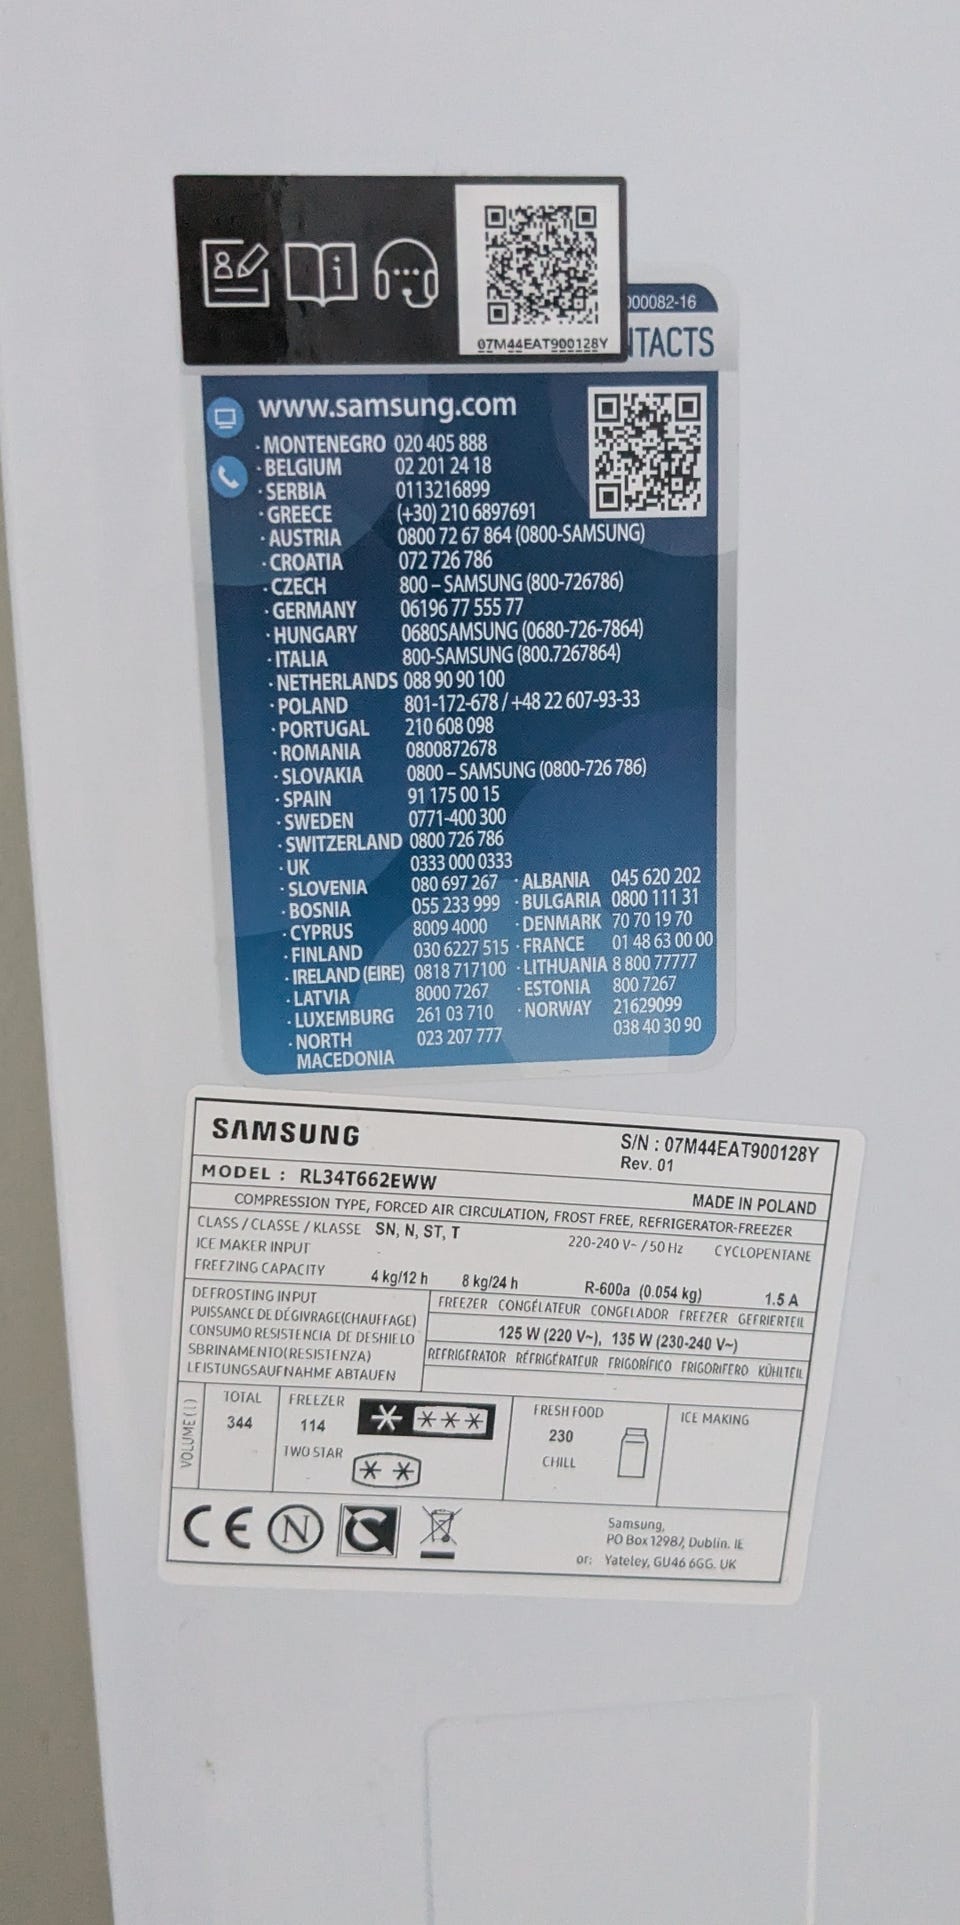 07M44EAT900128Y
000082-16
NTACTS
www.samsung.com
· MONTENEGRO 020 405 888
· BELGIUM 02 201 24 18
· SERBIA 0113216899
· GREECE (+30) 210 6897691
· AUSTRIA 0800 72 67 864 (0800-SAMSUNG)
· CROATIA 072 726 786
· CZECH 800 – SAMSUNG (800-726786)
· GERMANY 06196 77 555 77
· HUNGARY 0680SAMSUNG (0680-726-7864)
· ITALIA 800-SAMSUNG (800.7267864)
· NETHERLANDS 088 90 90 100
· POLAND 801-172-678 / +48 22 607-93-33
· PORTUGAL 210 608 098
· ROMANIA 0800872678
· SLOVAKIA 0800 – SAMSUNG (0800-726 786)
· SPAIN 91 175 00 15
· SWEDEN 0771-400 300
· SWITZERLAND 0800 726 786
· UK 0333 000 0333
· SLOVENIA 080 697 267 · ALBANIA 045 620 202
· BOSNIA 055 233 999 · BULGARIA 0800 111 31
· CYPRUS 8009 4000 · DENMARK 70 70 19 70
· FINLAND 030 6227 515 · FRANCE 01 48 63 00 00
· IRELAND (EIRE) 0818 717100 · LITHUANIA 8 800 77777
· LATVIA 8000 7267 · ESTONIA 800 7267
· LUXEMBURG 261 03 710 · NORWAY 21629099
· NORTH 023 207 777 038 40 30 90
MACEDONIA
SAMSUNG
S/N : 07M44EAT900128Y
Rev. 01
MODEL : RL34T662EWW
MADE IN POLAND
COMPRESSION TYPE, FORCED AIR CIRCULATION, FROST FREE, REFRIGERATOR-FREEZER
CLASS / CLASSE / KLASSE SN, N, ST, T 220-240 V~ / 50 Hz CYCLOPENTANE
ICE MAKER INPUT
FREEZING CAPACITY 4 kg/12 h 8 kg/24 h R-600a (0.054 kg) 1.5 A
DEFROSTING INPUT
PUISSANCE DE DÉGIVRAGE(CHAUFFAGE)
CONSUMO RESISTENCIA DE DESHIELO
SBRINAMENTO(RESISTENZA)
LEISTUNGSAUFNAHME ABTAUEN
FREEZER CONGÉLATEUR CONGELADOR FREEZER GEFRIERTEIL
125 W (220 V~), 135 W (230-240 V~)
REFRIGERATOR RÉFRIGÉRATEUR FRIGORÍFICO FRIGORIFERO KÜHLTEIL
VOLUME (l)
TOTAL
344
FREEZER
114
TWO STAR
FRESH FOOD
230
CHILL
ICE MAKING
CE N
Samsung,
PO Box 12987, Dublin. IE
or: Yateley, GU46 6GG. UK